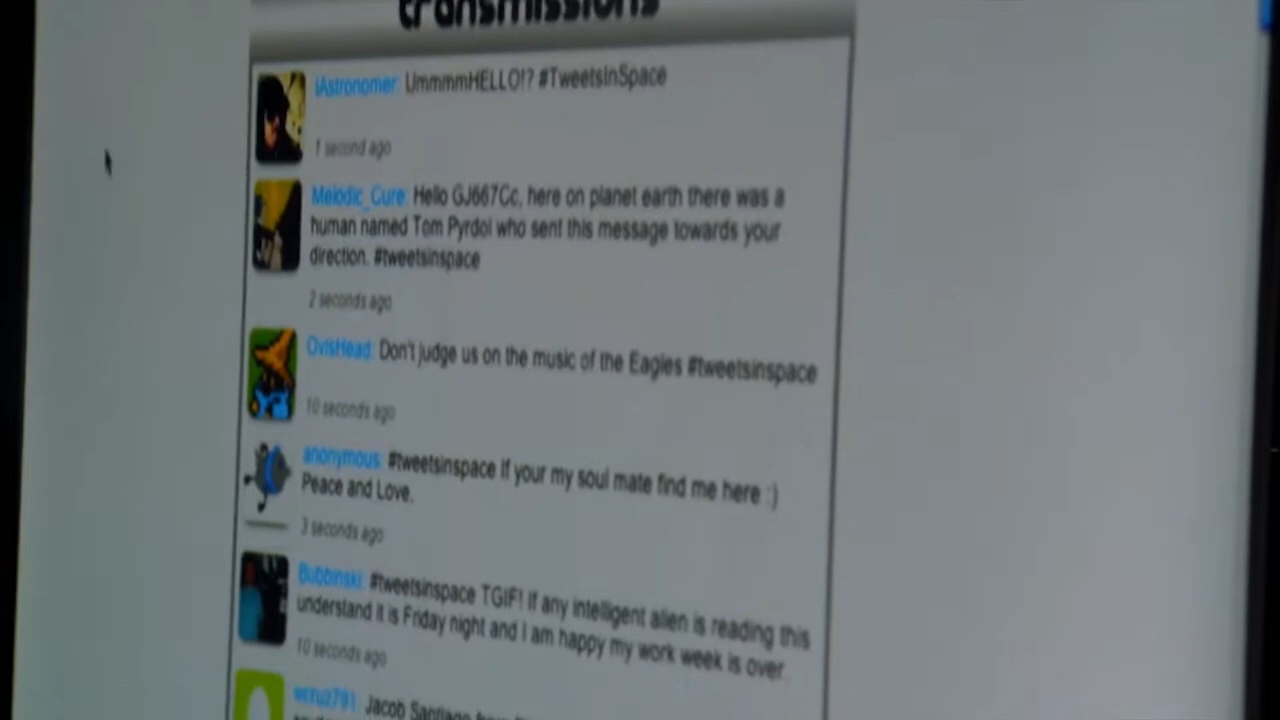 transmissions
iAstronomer: UmmmmHELLO!? #TweetsInSpace
1 second ago
Melodic_Cure: Hello GJ667Cc, here on planet earth there was a
human named Tom Pyrdol who sent this message towards your
direction. #tweetsinspace
2 seconds ago
OvisHead: Don't judge us on the music of the Eagles #tweetsinspace
10 seconds ago
anonymous: #tweetsinspace If your my soul mate find me here :)
Peace and Love.
3 seconds ago
Bubbinski: #tweetsinspace TGIF! If any intelligent alien is reading this
understand it is Friday night and I am happy my work week is over.
10 seconds ago
Jacob Santiago